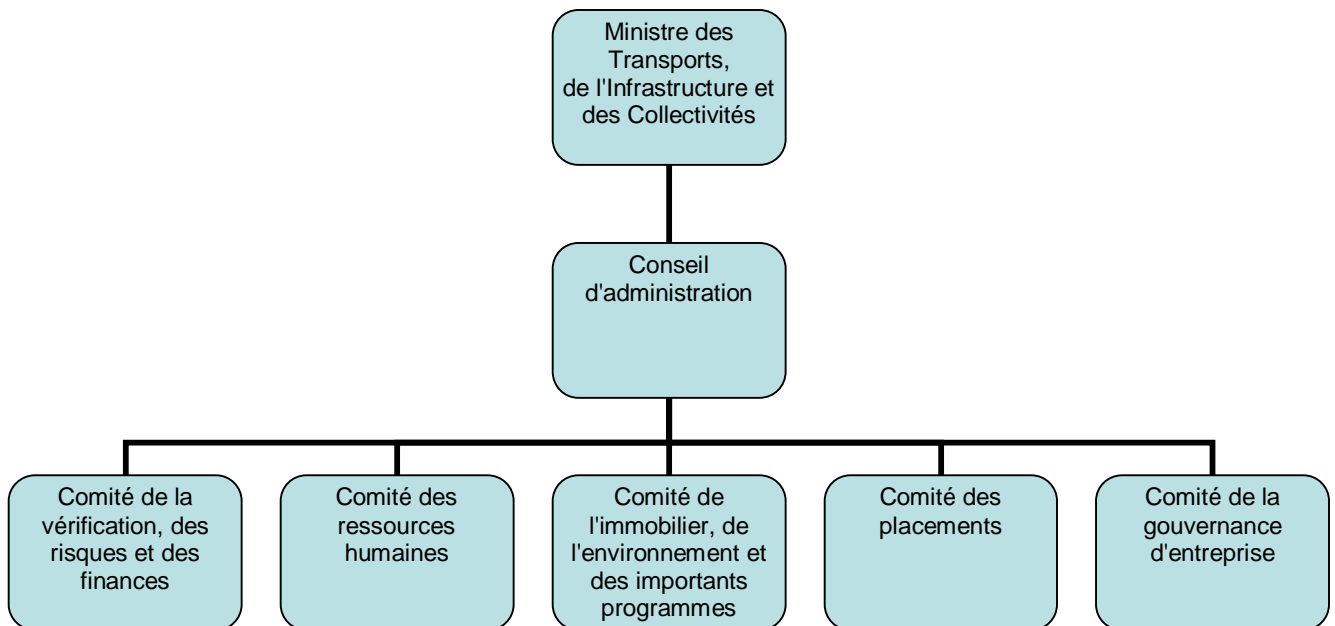 Ministre des
Transports,
de l'Infrastructure et
des Collectivités
Conseil
d'administration
Comité de la
vérification, des
risques et des
finances
Comité des
ressources
humaines
Comité de
l'immobilier, de
l'environnement et
des importants
programmes
Comité des
placements
Comité de la
gouvernance
d'entreprise